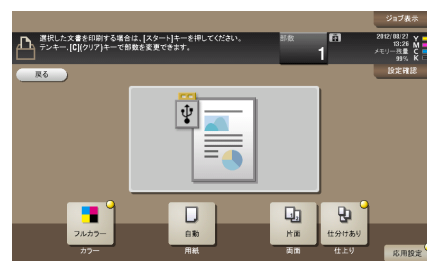 ジョブ表示
選択した文書を印刷する場合は、[スタート]キーを押してください。
テンキー、[C](クリア)キーで部数を変更できます。
部数
1
2012/08/27
13:26
メモリー残量
99%
Y
M
C
K
戻る
設定確認
フルカラー
カラー
自動
用紙
片面
両面
仕分けあり
仕上り
応用設定